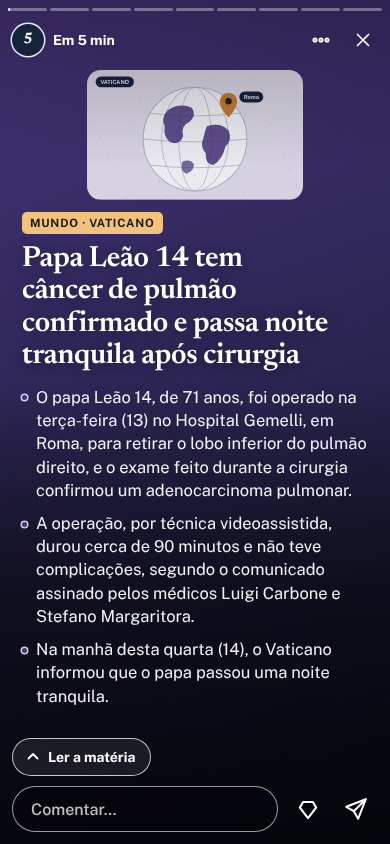 5
Em 5 min
VATICANO
Roma
MUNDO · VATICANO
Papa Leão 14 tem
câncer de pulmão
confirmado e passa noite
tranquila após cirurgia
O papa Leão 14, de 71 anos, foi operado na
terça-feira (13) no Hospital Gemelli, em
Roma, para retirar o lobo inferior do pulmão
direito, e o exame feito durante a cirurgia
confirmou um adenocarcinoma pulmonar.
A operação, por técnica videoassistida,
durou cerca de 90 minutos e não teve
complicações, segundo o comunicado
assinado pelos médicos Luigi Carbone e
Stefano Margaritora.
Na manhã desta quarta (14), o Vaticano
informou que o papa passou uma noite
tranquila.
Ler a matéria
Comentar...